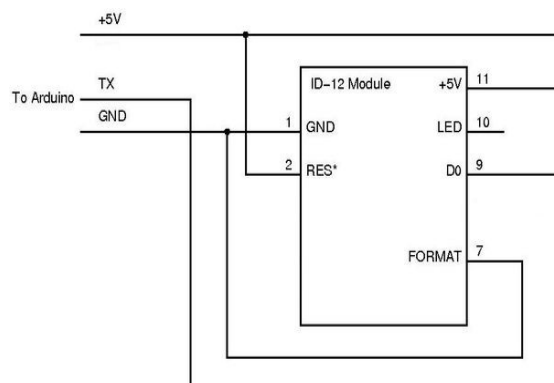 +5V
ID-12 Module
+5V
11
To Arduino
TX
GND
1
GND
LED
10
2
RES*
D0
9
FORMAT
7